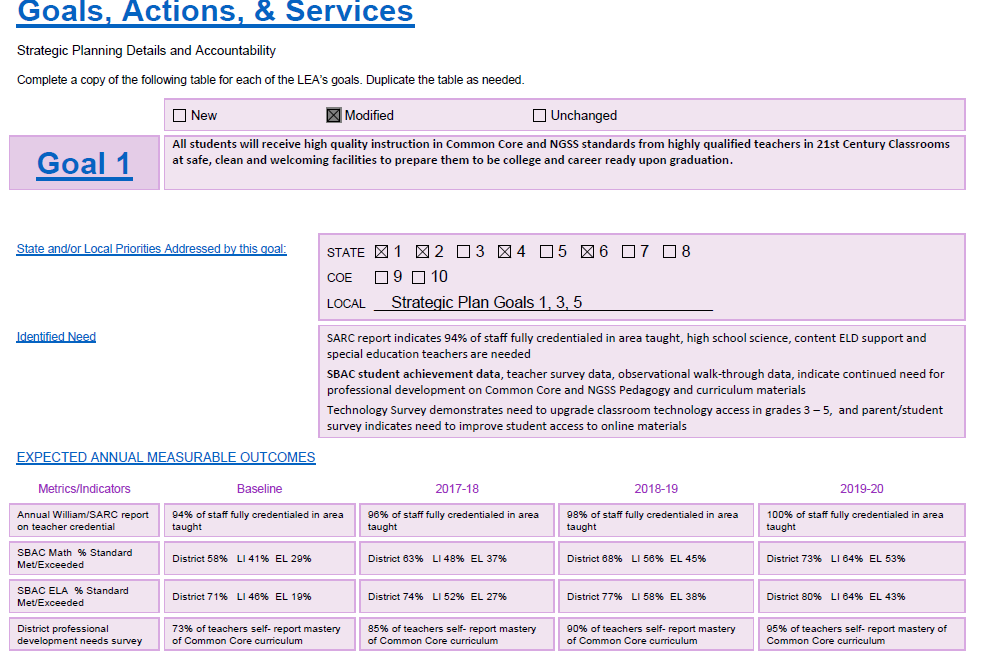 Goals, Actions, & Services
Strategic Planning Details and Accountability
Complete a copy of the following table for each of the LEA's goals. Duplicate the table as needed.
☐ New ☒ Modified ☐ Unchanged
Goal 1
All students will receive high quality instruction in Common Core and NGSS standards from highly qualified teachers in 21st Century Classrooms
at safe, clean and welcoming facilities to prepare them to be college and career ready upon graduation.
State and/or Local Priorities Addressed by this goal:
STATE ☒ 1 ☒ 2 ☐ 3 ☒ 4 ☐ 5 ☒ 6 ☐ 7 ☐ 8
COE ☐ 9 ☐ 10
LOCAL Strategic Plan Goals 1, 3, 5
Identified Need
SARC report indicates 94% of staff fully credentialed in area taught, high school science, content ELD support and
special education teachers are needed
SBAC student achievement data, teacher survey data, observational walk-through data, indicate continued need for
professional development on Common Core and NGSS Pedagogy and curriculum materials
Technology Survey demonstrates need to upgrade classroom technology access in grades 3 – 5, and parent/student
survey indicates need to improve student access to online materials
EXPECTED ANNUAL MEASURABLE OUTCOMES
Metrics/Indicators Baseline 2017-18 2018-19 2019-20
Annual William/SARC report
on teacher credential
94% of staff fully credentialed in area
taught
96% of staff fully credentialed in area
taught
98% of staff fully credentialed in area
taught
100% of staff fully credentialed in area
taught
SBAC Math % Standard
Met/Exceeded
District 58% LI 41% EL 29%
District 63% LI 48% EL 37%
District 68% LI 56% EL 45%
District 73% LI 64% EL 53%
SBAC ELA % Standard
Met/Exceeded
District 71% LI 46% EL 19%
District 74% LI 52% EL 27%
District 77% LI 58% EL 38%
District 80% LI 64% EL 43%
District professional
development needs survey
73% of teachers self- report mastery
of Common Core curriculum
85% of teachers self- report mastery
of Common Core curriculum
90% of teachers self- report mastery
of Common Core curriculum
95% of teachers self- report mastery of
Common Core curriculum